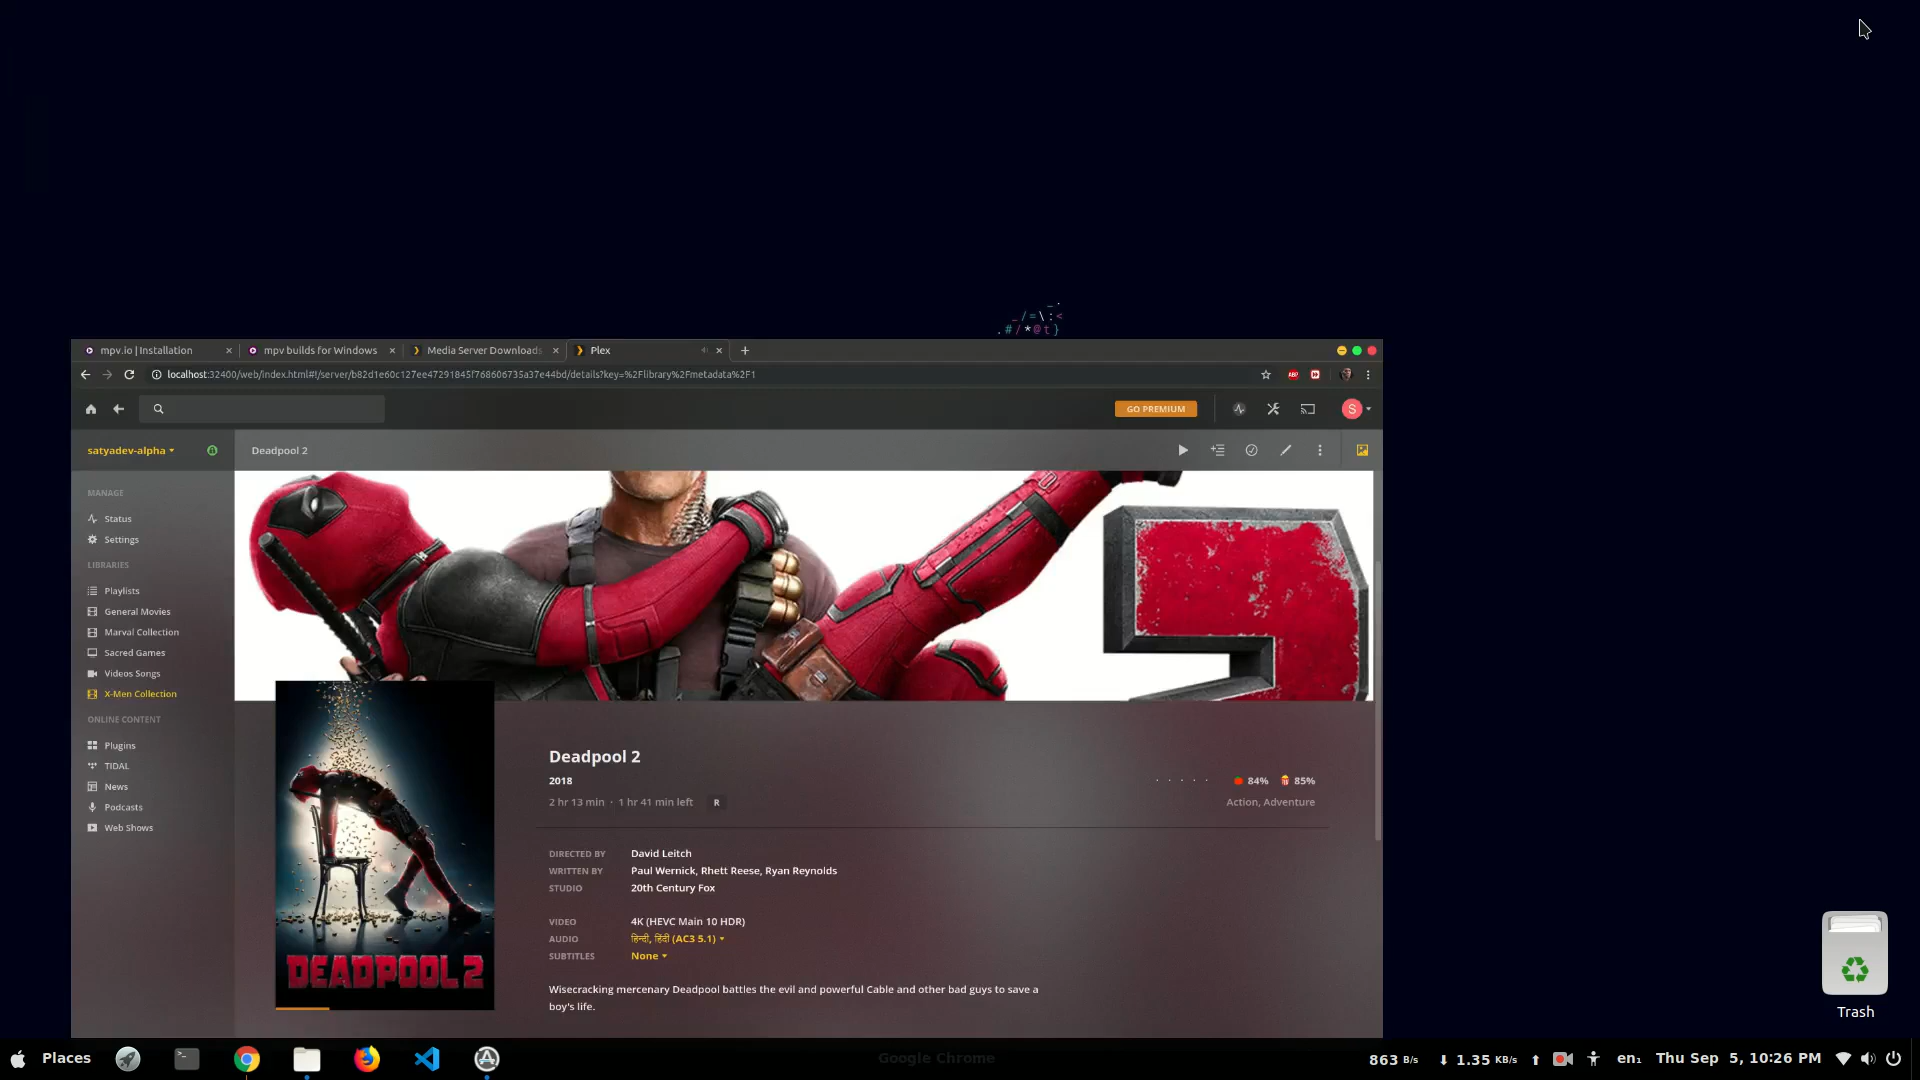 _ .
_ / = \ : <
. # / * @ t }
mpv.io | Installation
mpv builds for Windows
Media Server Downloads
Plex
localhost:32400/web/index.html#!/server/b82d1e60c127ee47291845f768606735a37e44bd/details?key=%2Flibrary%2Fmetadata%2F1
ABP
GO PREMIUM
S
satyadev-alpha
Deadpool 2
MANAGE
Status
Settings
LIBRARIES
Playlists
General Movies
Marval Collection
Sacred Games
Videos Songs
X-Men Collection
ONLINE CONTENT
Plugins
TIDAL
News
Podcasts
Web Shows
DEADPOOL 2
Deadpool 2
2018
84% 85%
2 hr 13 min · 1 hr 41 min left R
Action, Adventure
DIRECTED BY David Leitch
WRITTEN BY Paul Wernick, Rhett Reese, Ryan Reynolds
STUDIO 20th Century Fox
VIDEO 4K (HEVC Main 10 HDR)
AUDIO हिन्दी, हिंदी (AC3 5.1)
SUBTITLES None
Wisecracking mercenary Deadpool battles the evil and powerful Cable and other bad guys to save a
boy's life.
Trash
Places
Google Chrome
863 B/s ⬇ 1.35 KB/s ⬆ en₁ Thu Sep 5, 10:26 PM